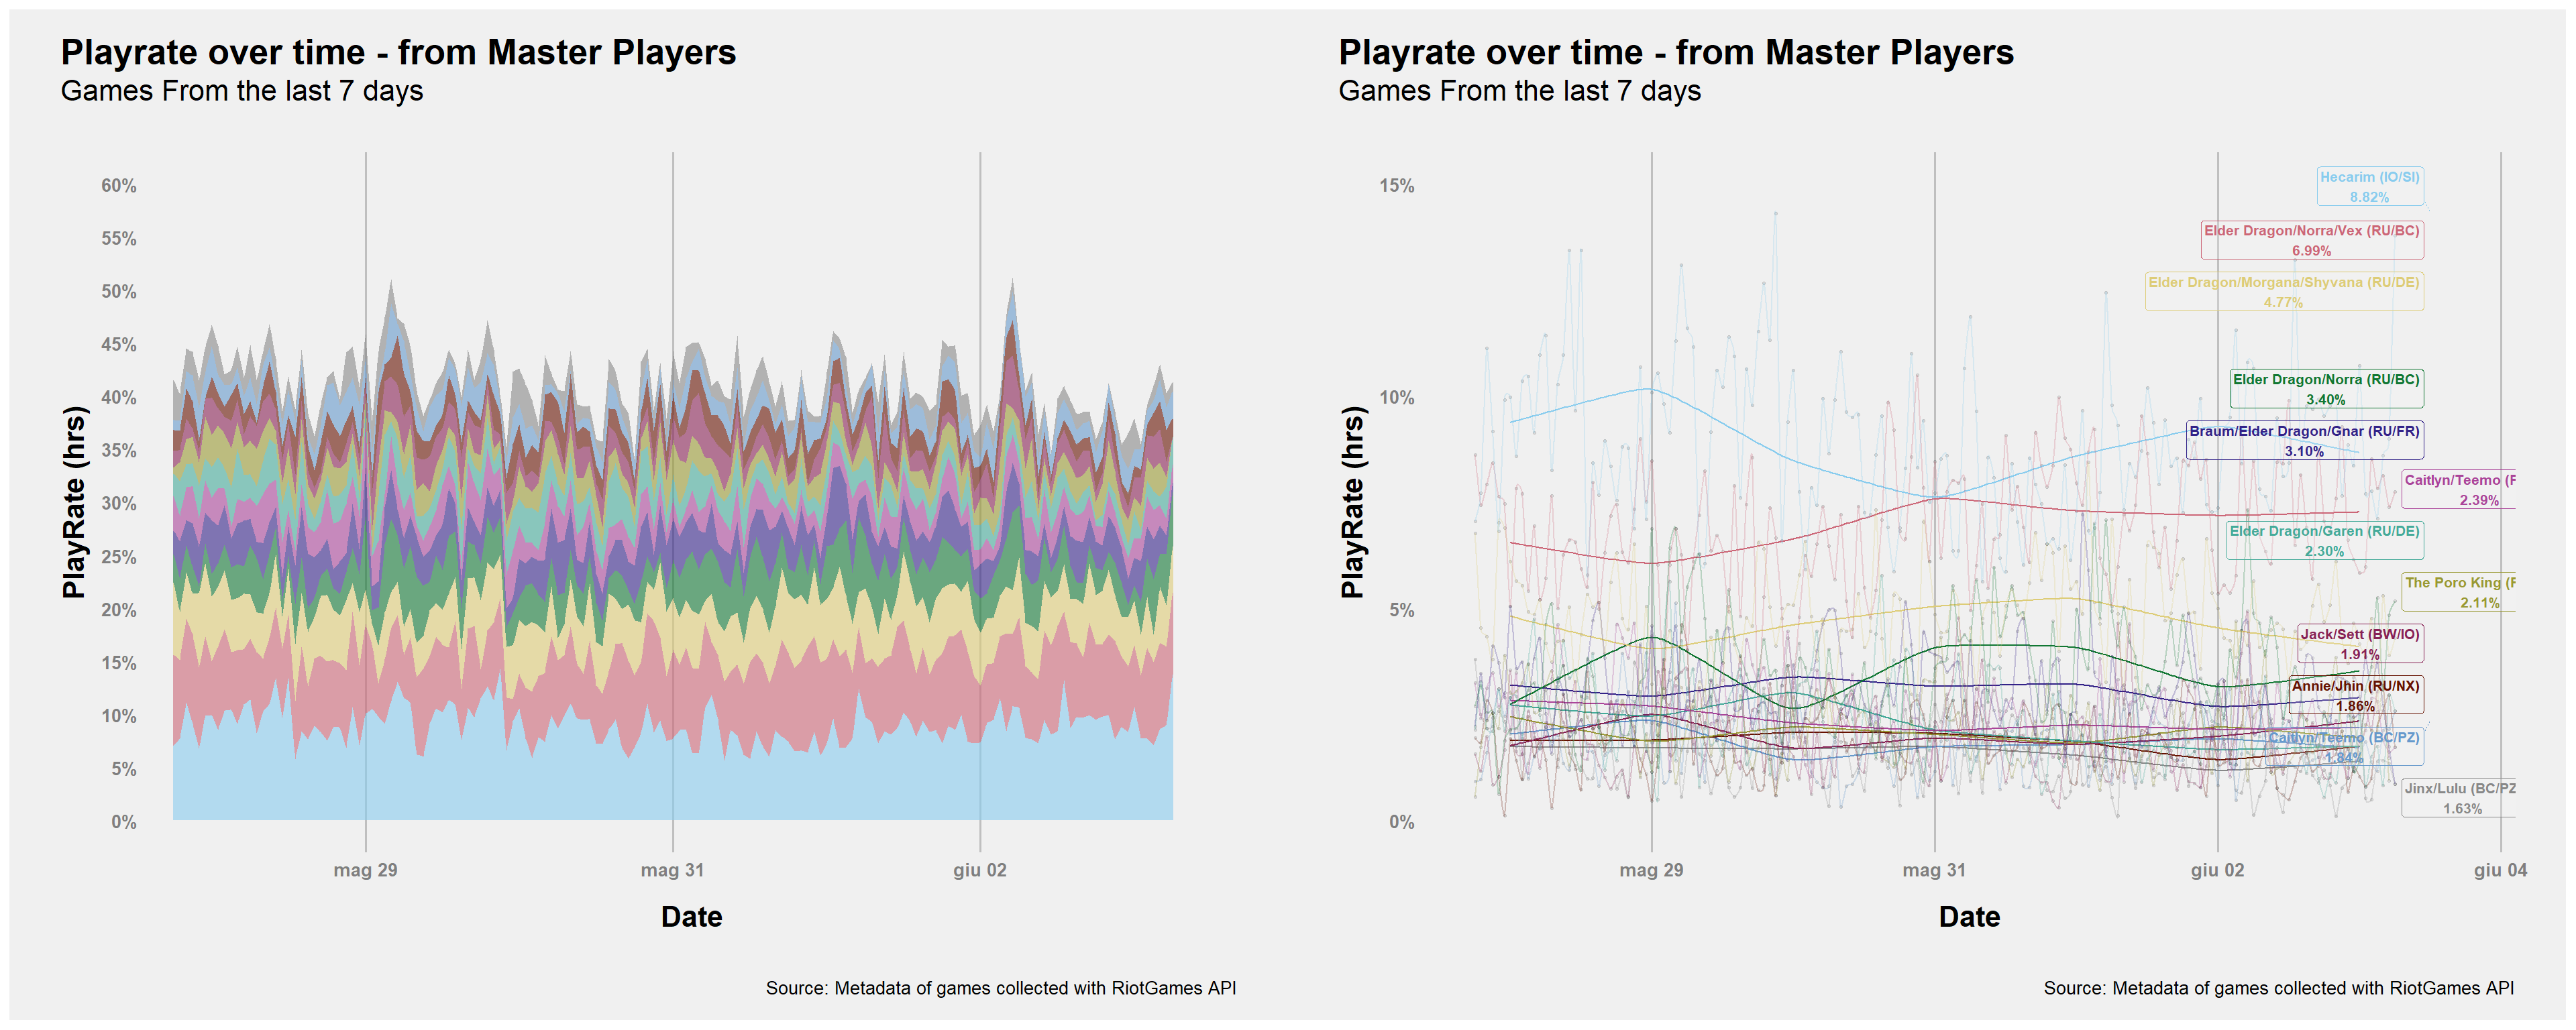 Playrate over time - from Master Players
Games From the last 7 days
60%
55%
50%
45%
40%
35%
30%
25%
20%
15%
10%
5%
0%
PlayRate (hrs)
mag 29
mag 31
giu 02
Date
Source: Metadata of games collected with RiotGames API
Playrate over time - from Master Players
Games From the last 7 days
15%
10%
5%
0%
PlayRate (hrs)
Hecarim (IO/SI)
8.82%
Elder Dragon/Norra/Vex (RU/BC)
6.99%
Elder Dragon/Morgana/Shyvana (RU/DE)
4.77%
Elder Dragon/Norra (RU/BC)
3.40%
Braum/Elder Dragon/Gnar (RU/FR)
3.10%
Caitlyn/Teemo (F
2.39%
Elder Dragon/Garen (RU/DE)
2.30%
The Poro King (F
2.11%
Jack/Sett (BW/IO)
1.91%
Annie/Jhin (RU/NX)
1.86%
Caitlyn/Teemo (BC/PZ)
1.84%
Jinx/Lulu (BC/PZ
1.63%
mag 29
mag 31
giu 02
giu 04
Date
Source: Metadata of games collected with RiotGames API